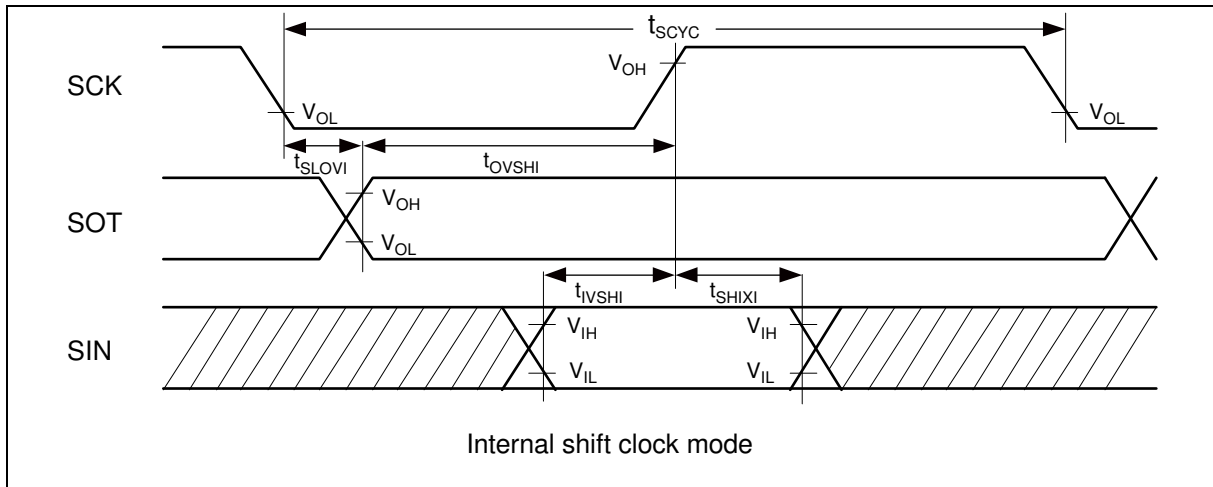 tSCYC
SCK
VOH
VOL
VOL
tSLOVI
tOVSHI
SOT
VOH
VOL
tIVSHI
tSHIXI
SIN
VIH
VIH
VIL
VIL
Internal shift clock mode